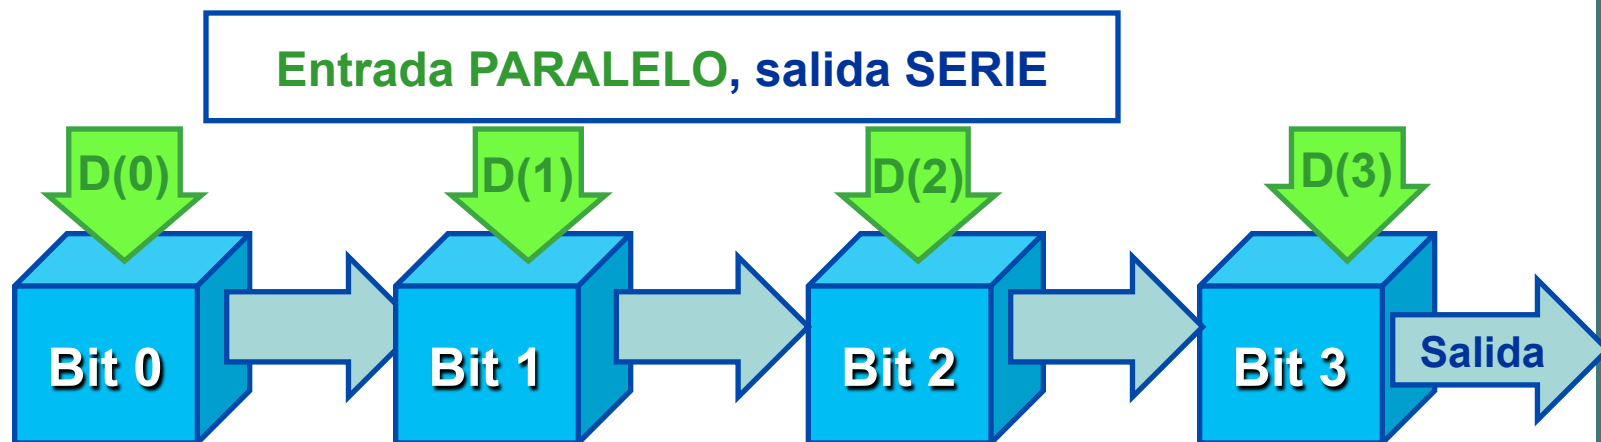 Entrada PARALELO, salida SERIE
D(0)
D(1)
D(2)
D(3)
Bit 0
Bit 1
Bit 2
Bit 3
Salida